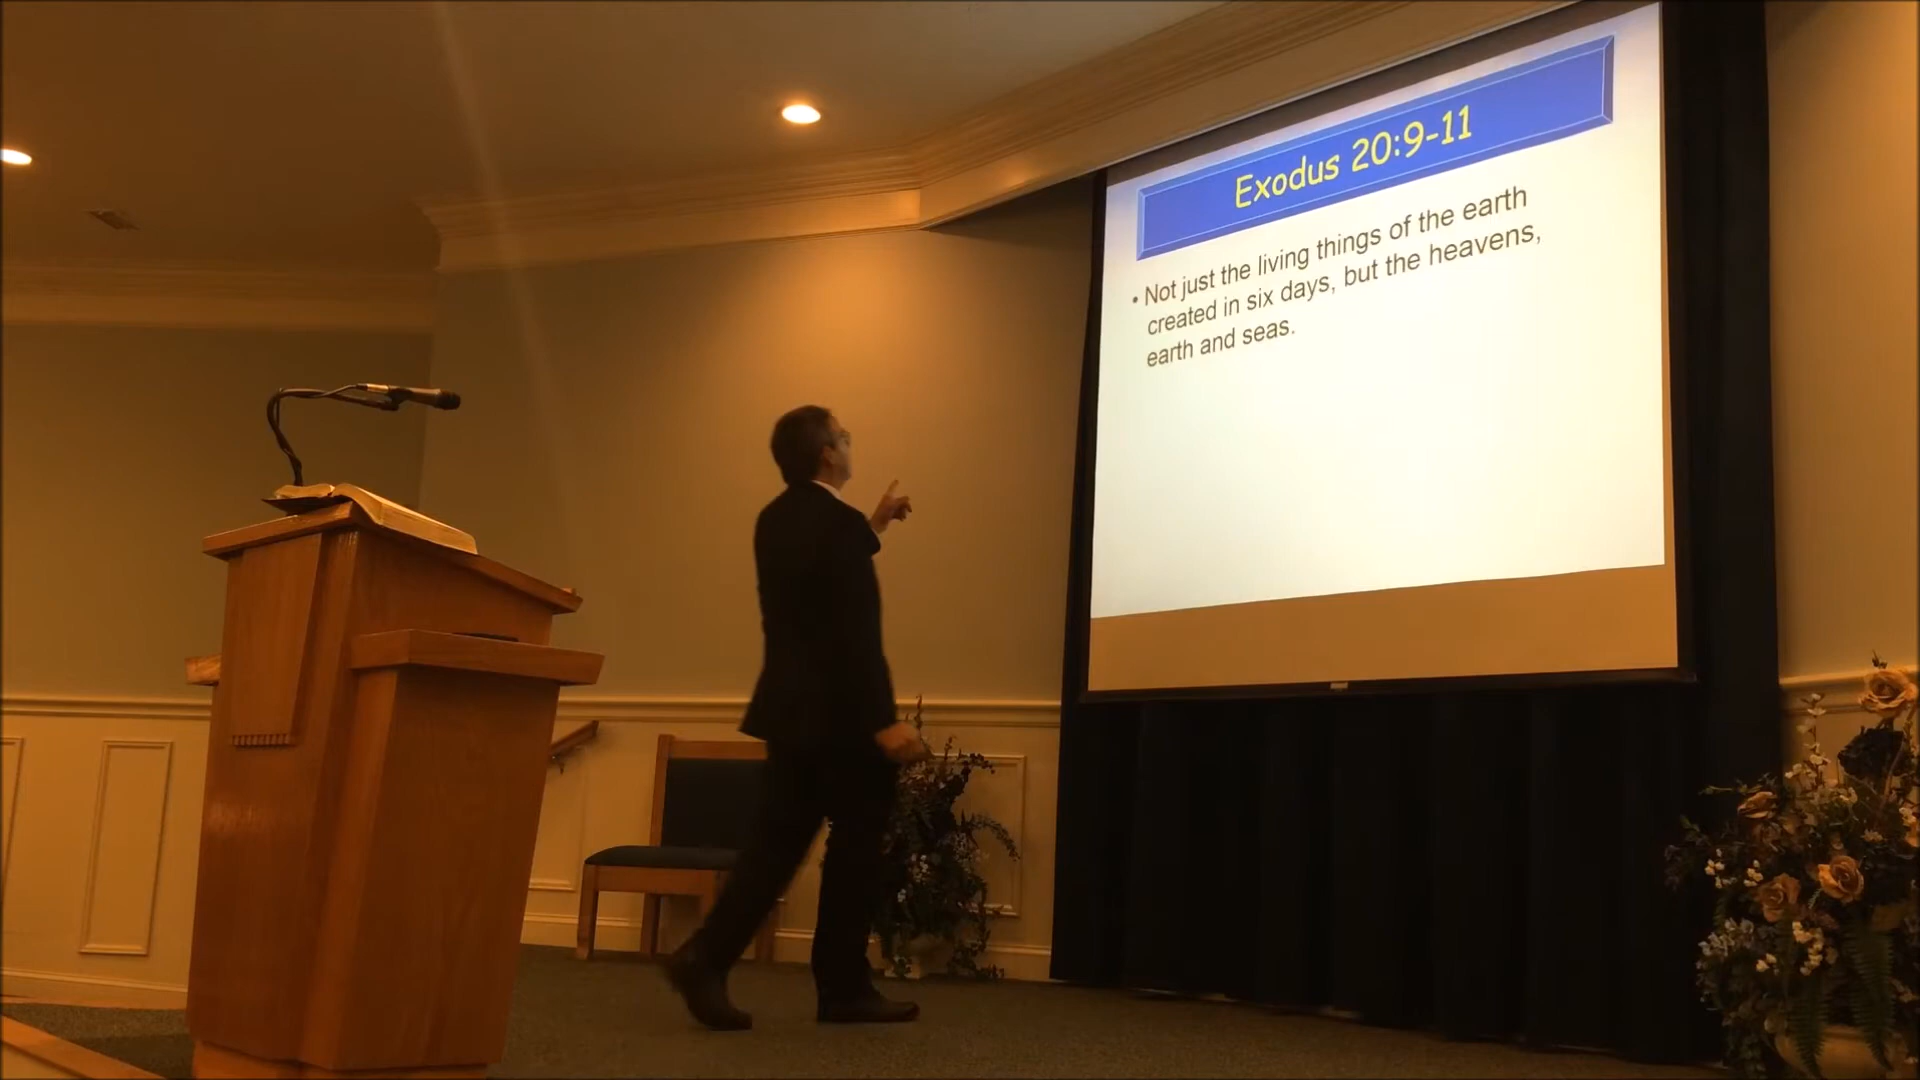 Exodus 20:9-11
• Not just the living things of the earth
created in six days, but the heavens,
earth and seas.